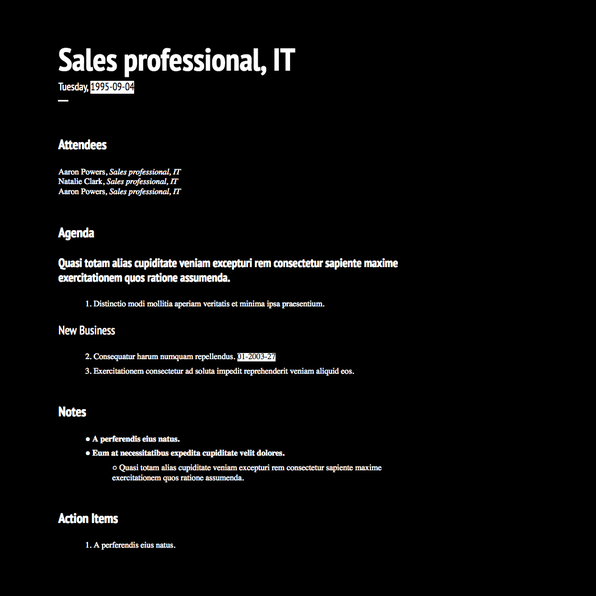 Sales professional, IT
Tuesday, 1995-09-04
Attendees
Aaron Powers, Sales professional, IT
Natalie Clark, Sales professional, IT
Aaron Powers, Sales professional, IT
Agenda
Quasi totam alias cupiditate veniam excepturi rem consectetur sapiente maxime
exercitationem quos ratione assumenda.
1. Distinctio modi mollitia aperiam veritatis et minima ipsa praesentium.
New Business
2. Consequatur harum numquam repellendus. 01-2003-27
3. Exercitationem consectetur ad soluta impedit reprehenderit veniam aliquid eos.
Notes
● A perferendis eius natus.
● Eum at necessitatibus expedita cupiditate velit dolores.
○ Quasi totam alias cupiditate veniam excepturi rem consectetur sapiente maxime
exercitationem quos ratione assumenda.
Action Items
1. A perferendis eius natus.